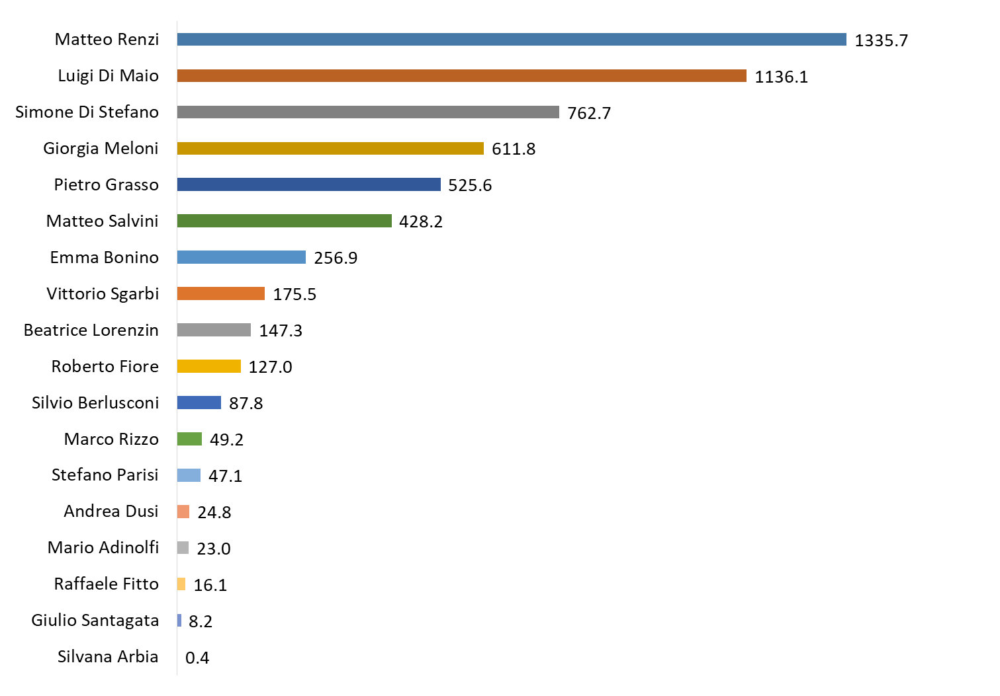 Matteo Renzi 1335.7
Luigi Di Maio 1136.1
Simone Di Stefano 762.7
Giorgia Meloni 611.8
Pietro Grasso 525.6
Matteo Salvini 428.2
Emma Bonino 256.9
Vittorio Sgarbi 175.5
Beatrice Lorenzin 147.3
Roberto Fiore 127.0
Silvio Berlusconi 87.8
Marco Rizzo 49.2
Stefano Parisi 47.1
Andrea Dusi 24.8
Mario Adinolfi 23.0
Raffaele Fitto 16.1
Giulio Santagata 8.2
Silvana Arbia 0.4